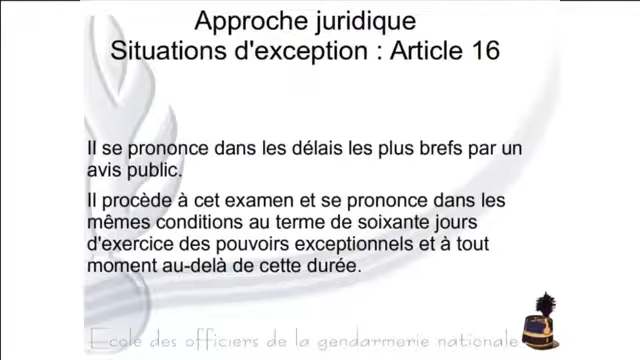 Approche juridique
Situations d'exception : Article 16
Il se prononce dans les délais les plus brefs par un
avis public.
Il procède à cet examen et se prononce dans les
mêmes conditions au terme de soixante jours
d'exercice des pouvoirs exceptionnels et à tout
moment au-delà de cette durée.
Ecole des officiers de la gendarmerie nationale